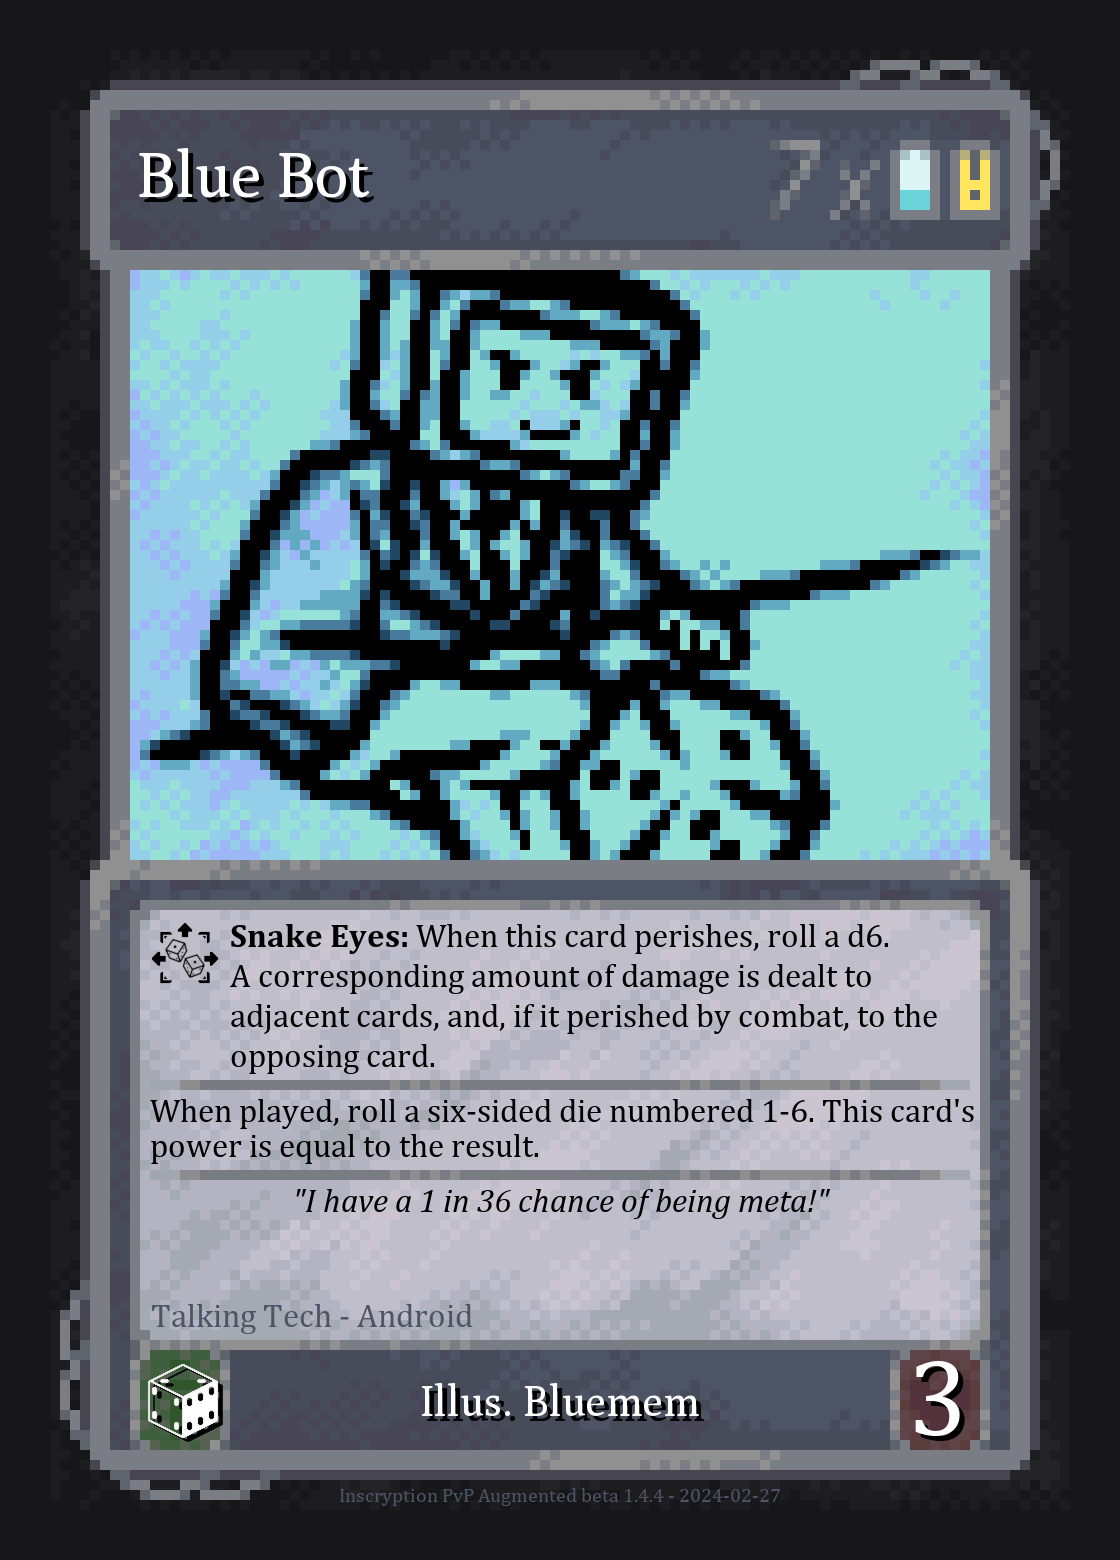 Blue Bot
7x
Snake Eyes: When this card perishes, roll a d6.
A corresponding amount of damage is dealt to
adjacent cards, and, if it perished by combat, to the
opposing card.
When played, roll a six-sided die numbered 1-6. This card's
power is equal to the result.
"I have a 1 in 36 chance of being meta!"
Talking Tech - Android
Illus. Bluemem
3
Inscryption PvP Augmented beta 1.4.4 - 2024-02-27